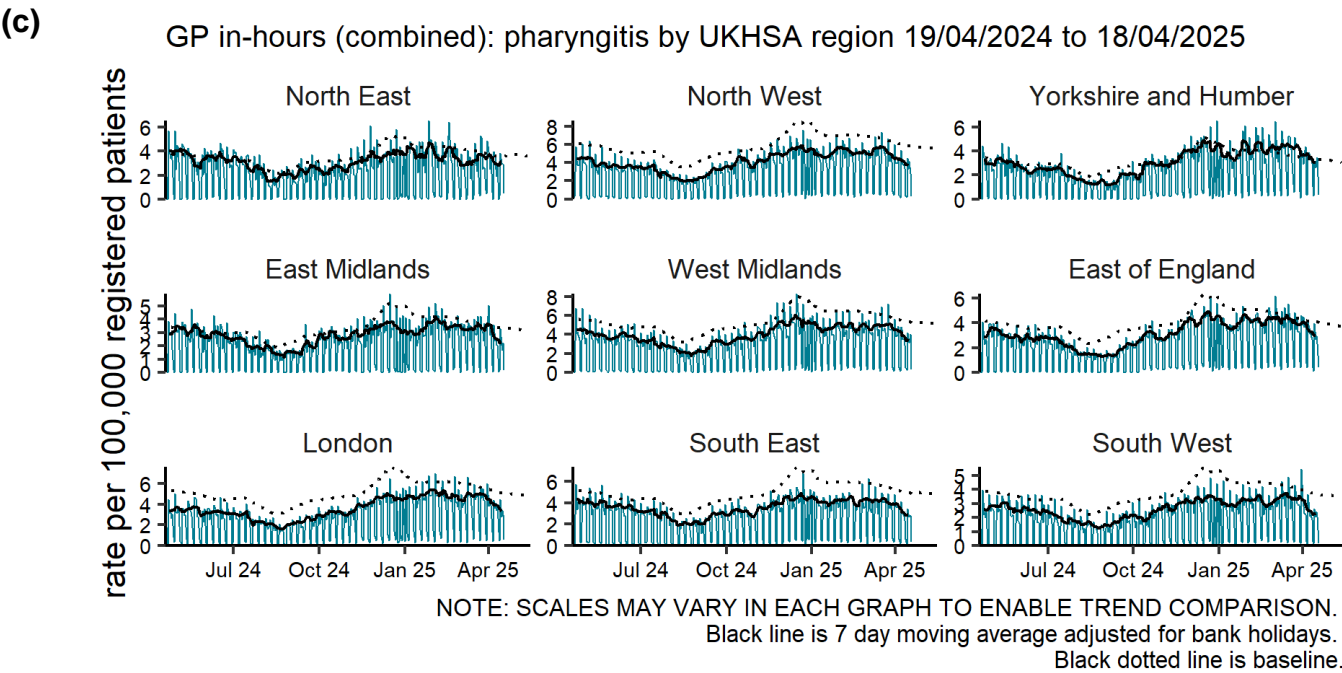 (c)
GP in-hours (combined): pharyngitis by UKHSA region 19/04/2024 to 18/04/2025
rate per 100,000 registered patients
North East
6
4
2
0
North West
8
6
4
2
0
Yorkshire and Humber
6
4
2
0
East Midlands
5
4
3
2
1
0
West Midlands
8
6
4
2
0
East of England
6
4
2
0
London
6
4
2
0
Jul 24 Oct 24 Jan 25 Apr 25
South East
6
4
2
0
Jul 24 Oct 24 Jan 25 Apr 25
South West
5
4
3
2
1
0
Jul 24 Oct 24 Jan 25 Apr 25
NOTE: SCALES MAY VARY IN EACH GRAPH TO ENABLE TREND COMPARISON.
Black line is 7 day moving average adjusted for bank holidays.
Black dotted line is baseline.